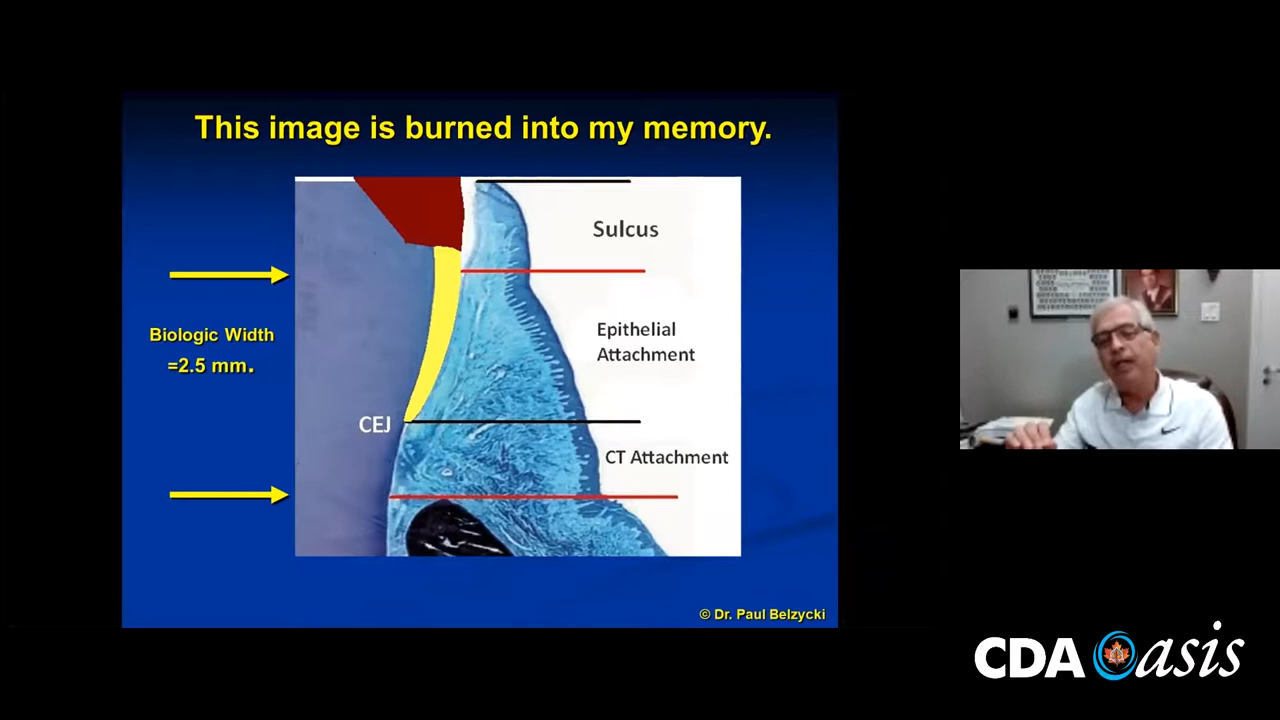 This image is burned into my memory.
Sulcus
Biologic Width
=2.5 mm.
Epithelial
Attachment
CEJ
CT Attachment
© Dr. Paul Belzycki
CDA Oasis